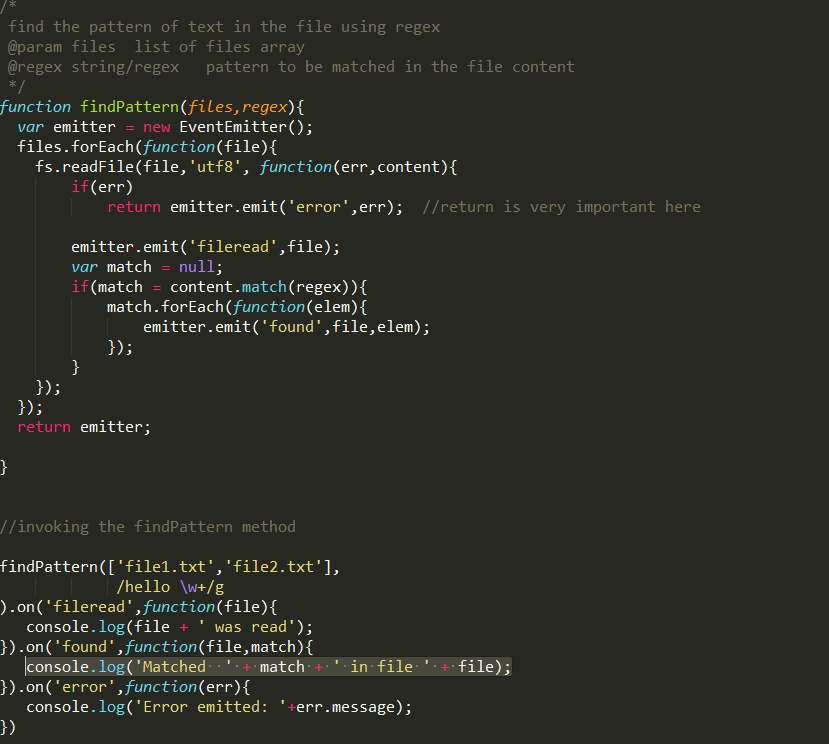 /*
 find the pattern of text in the file using regex
 @param files  list of files array
 @regex string/regex   pattern to be matched in the file content
 */
function findPattern(files,regex){
  var emitter = new EventEmitter();
  files.forEach(function(file){
    fs.readFile(file,'utf8', function(err,content){
        if(err)
            return emitter.emit('error',err);  //return is very important here

        emitter.emit('fileread',file);
        var match = null;
        if(match = content.match(regex)){
            match.forEach(function(elem){
                emitter.emit('found',file,elem);
            });
        }
    });
  });
  return emitter;

}


//invoking the findPattern method

findPattern(['file1.txt','file2.txt'],
             /hello \w+/g
).on('fileread',function(file){
   console.log(file + ' was read');
}).on('found',function(file,match){
   console.log('Matched  ' + match + ' in file ' + file);
}).on('error',function(err){
   console.log('Error emitted: '+err.message);
})